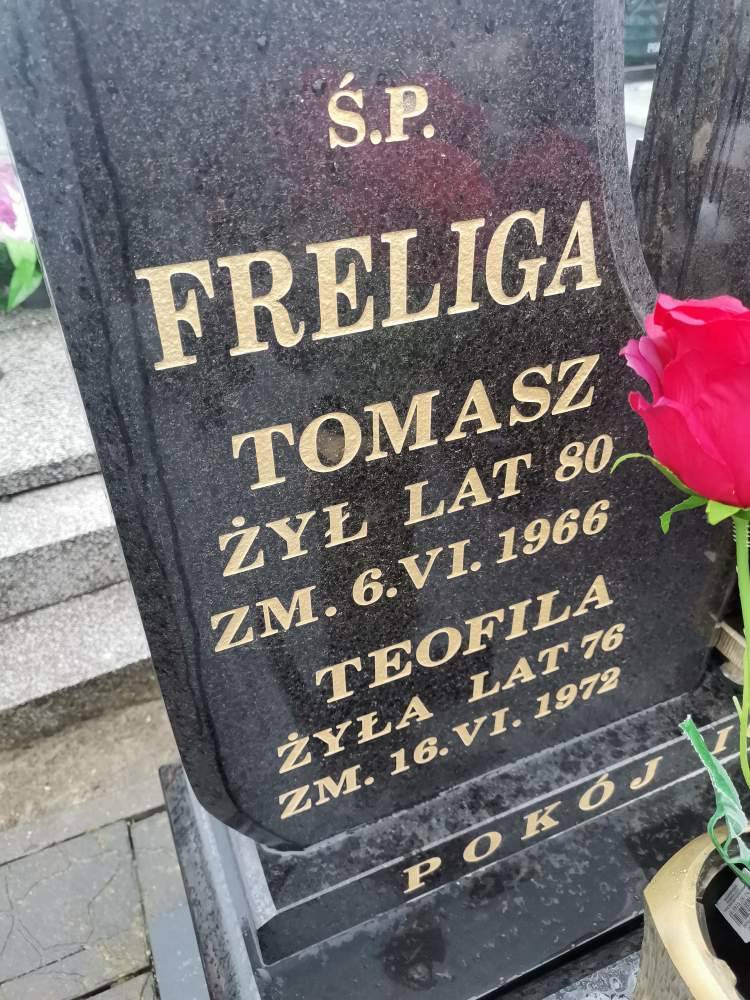 Ś.P.
FRELIGA
TOMASZ
ŻYŁ LAT 80
ZM. 6.VI. 1966
TEOFILA
ŻYŁA LAT 76
ZM. 16.VI. 1972
POKÓJ